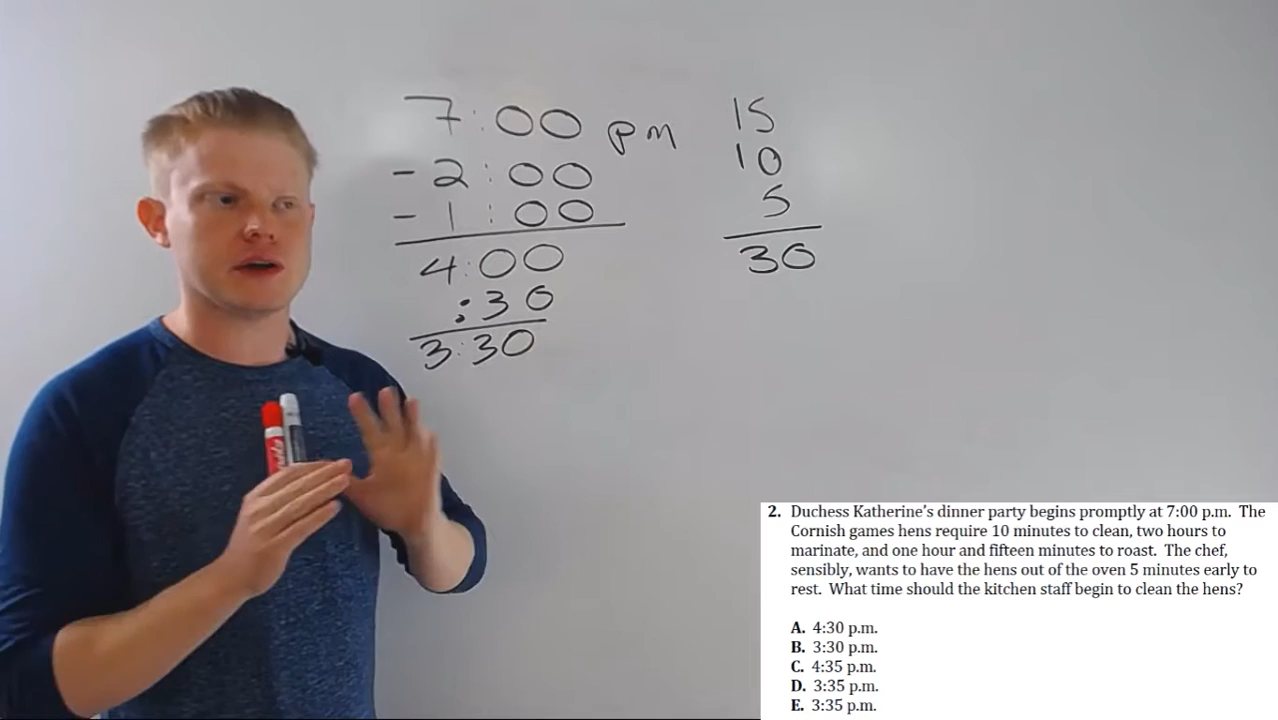 7:00 pm
-2:00
-1:00
4:00
:30
3:30
15
10
5
30
2. Duchess Katherine's dinner party begins promptly at 7:00 p.m. The
Cornish games hens require 10 minutes to clean, two hours to
marinate, and one hour and fifteen minutes to roast. The chef,
sensibly, wants to have the hens out of the oven 5 minutes early to
rest. What time should the kitchen staff begin to clean the hens?
A. 4:30 p.m.
B. 3:30 p.m.
C. 4:35 p.m.
D. 3:35 p.m.
E. 3:35 p.m.